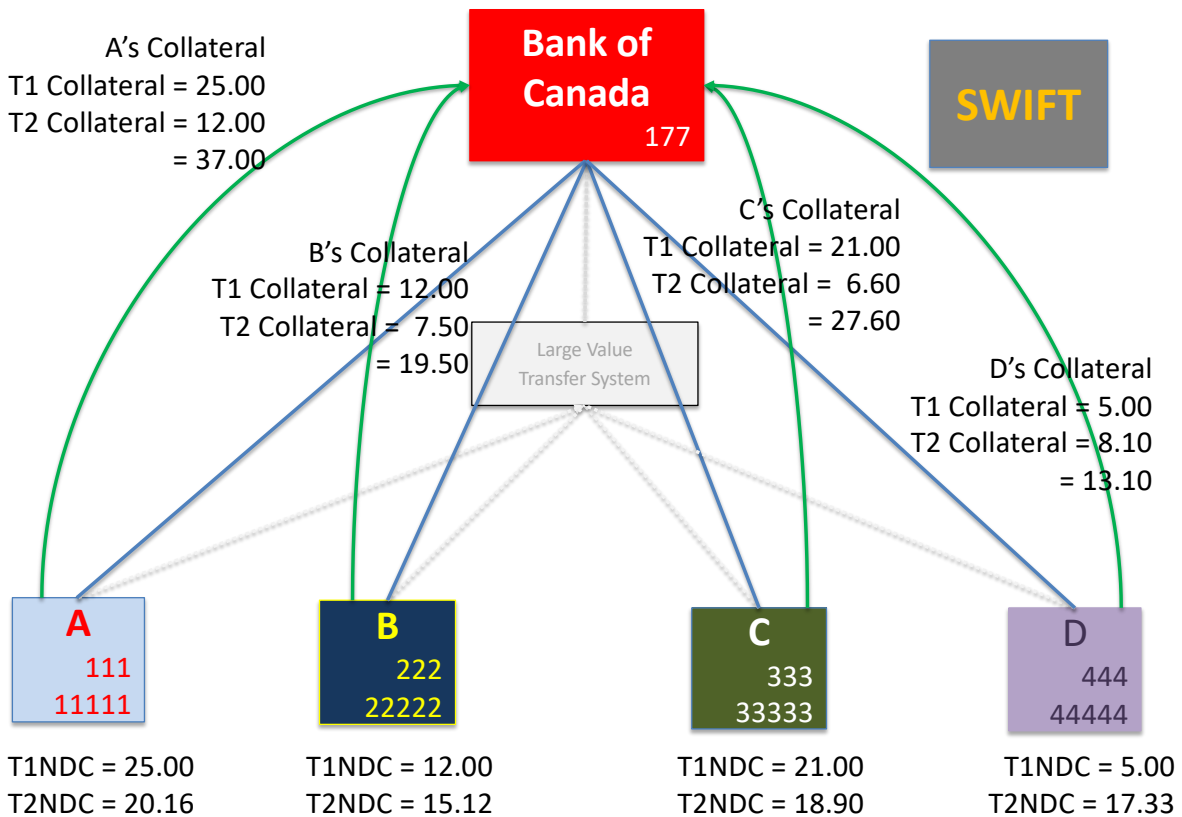 A's Collateral
T1 Collateral = 25.00
T2 Collateral = 12.00
= 37.00
Bank of
Canada
177
SWIFT
B's Collateral
T1 Collateral = 12.00
T2 Collateral = 7.50
= 19.50
C's Collateral
T1 Collateral = 21.00
T2 Collateral = 6.60
= 27.60
Large Value
Transfer System
D's Collateral
T1 Collateral = 5.00
T2 Collateral = 8.10
= 13.10
A
111
11111
B
222
22222
C
333
33333
D
444
44444
T1NDC = 25.00
T2NDC = 20.16
T1NDC = 12.00
T2NDC = 15.12
T1NDC = 21.00
T2NDC = 18.90
T1NDC = 5.00
T2NDC = 17.33